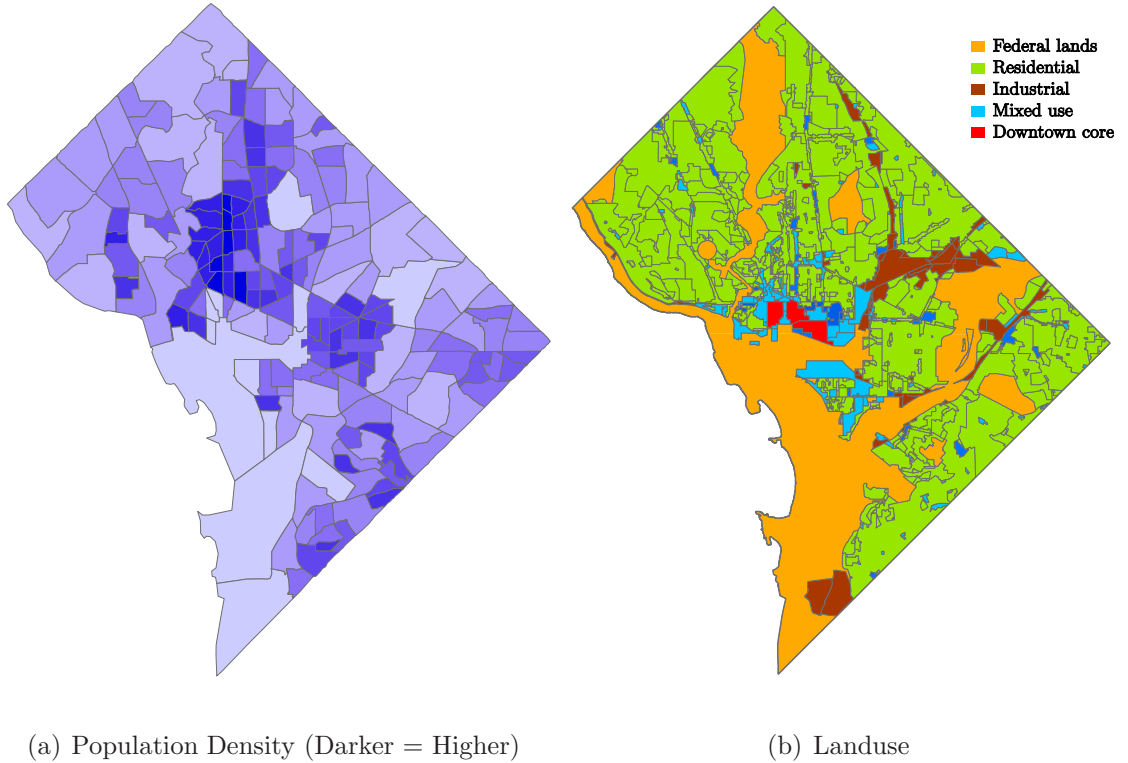 Federal lands
Residential
Industrial
Mixed use
Downtown core
(a) Population Density (Darker = Higher)
(b) Landuse